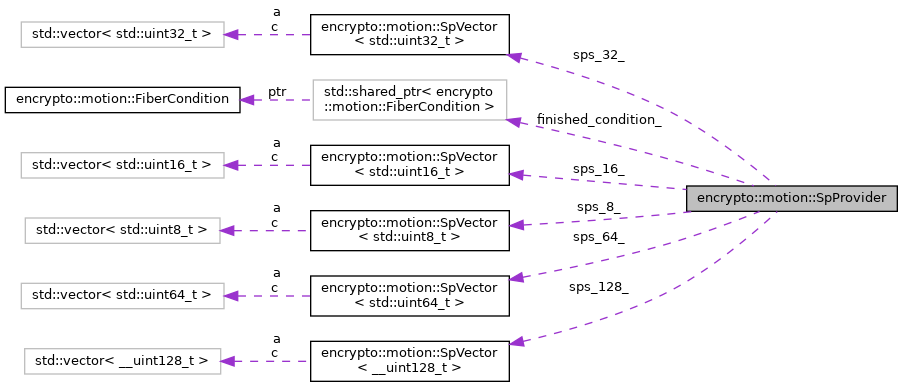 a
c
std::vector< std::uint32_t >
encrypto::motion::SpVector
< std::uint32_t >
sps_32_
encrypto::motion::FiberCondition
ptr
std::shared_ptr< encrypto
::motion::FiberCondition >
finished_condition_
a
c
std::vector< std::uint16_t >
encrypto::motion::SpVector
< std::uint16_t >
sps_16_
encrypto::motion::SpProvider
a
c
std::vector< std::uint8_t >
encrypto::motion::SpVector
< std::uint8_t >
sps_8_
sps_64_
a
c
std::vector< std::uint64_t >
encrypto::motion::SpVector
< std::uint64_t >
sps_128_
a
c
std::vector< __uint128_t >
encrypto::motion::SpVector
< __uint128_t >